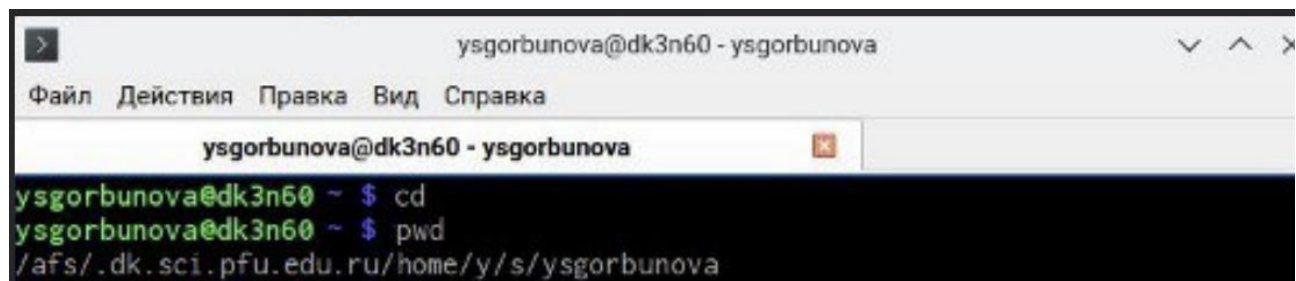 ysgorbunova@dk3n60 - ysgorbunova
Файл Действия Правка Вид Справка
ysgorbunova@dk3n60 - ysgorbunova
ysgorbunova@dk3n60 ~ $ cd
ysgorbunova@dk3n60 ~ $ pwd
/afs/.dk.sci.pfu.edu.ru/home/y/s/ysgorbunova